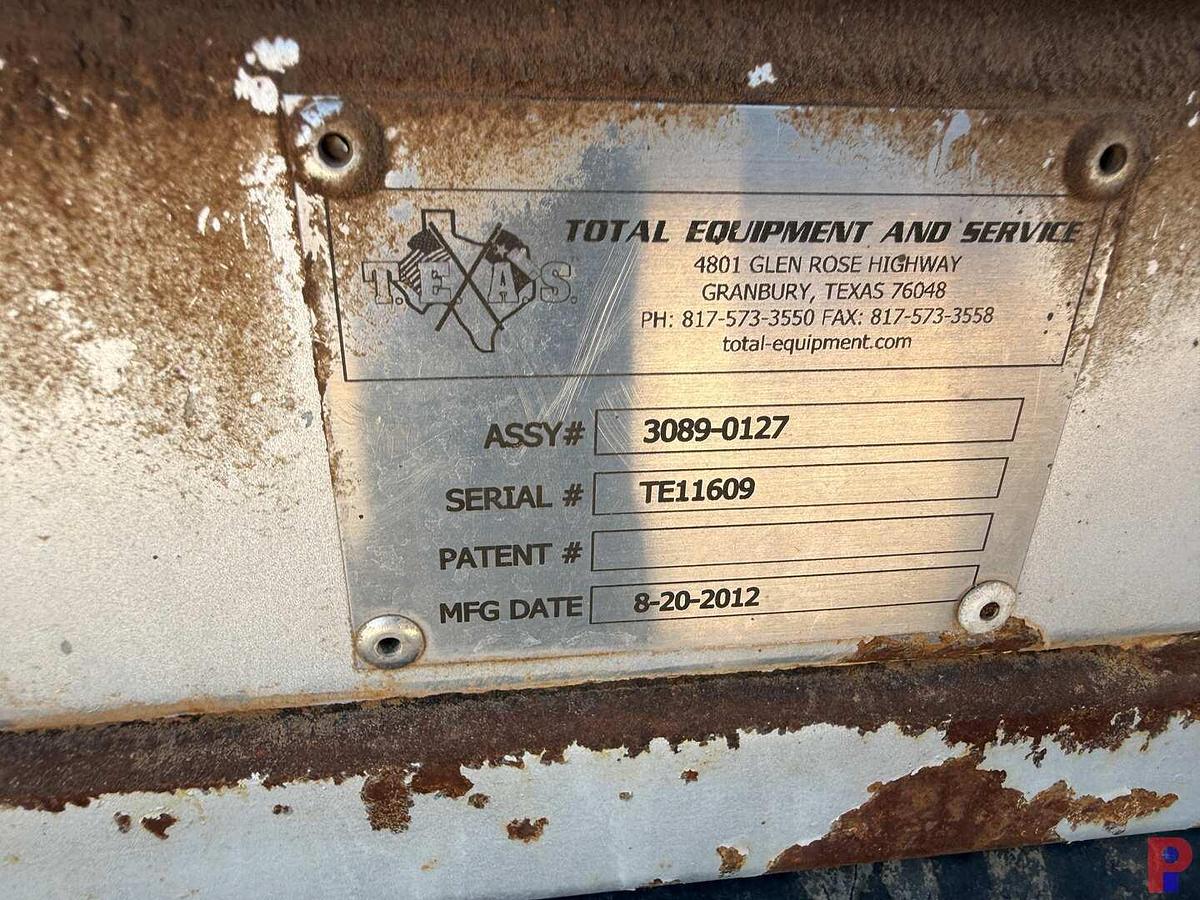 T.E.X.A.S.
TOTAL EQUIPMENT AND SERVICE
4801 GLEN ROSE HIGHWAY
GRANBURY, TEXAS 76048
PH: 817-573-3550 FAX: 817-573-3558
total-equipment.com
ASSY# 3089-0127
SERIAL # TE11609
PATENT #
MFG DATE 8-20-2012